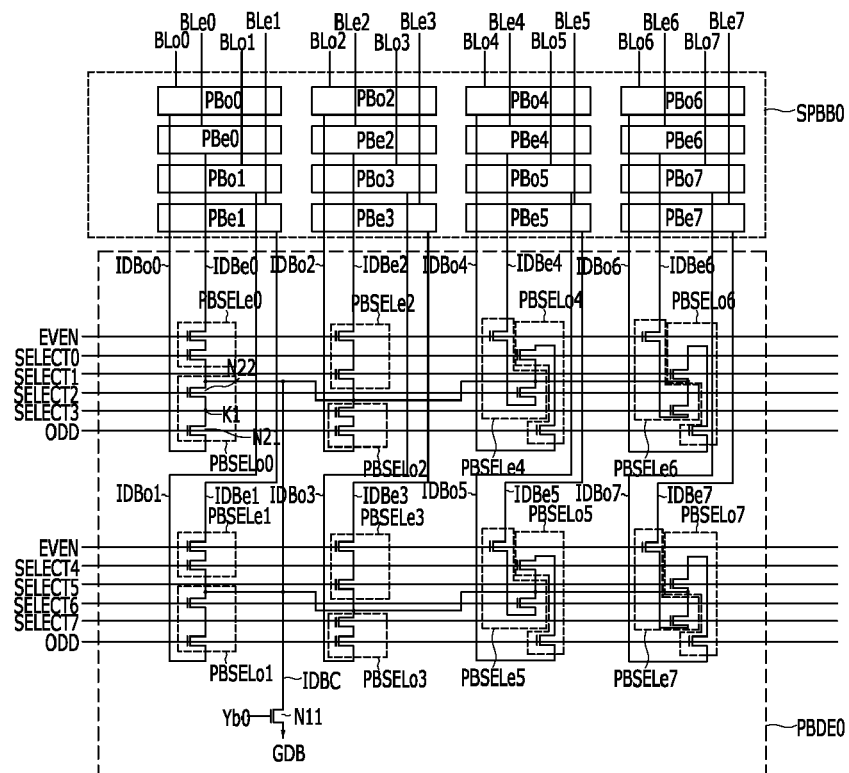 BLe0 BLe1 BLe2 BLe3 BLe4 BLe5 BLe6 BLe7
BLo0 BLo1 BLo2 BLo3 BLo4 BLo5 BLo6 BLo7
PBo0 PBo2 PBo4 PBo6
SPBB0
PBe0 PBe2 PBe4 PBe6
PBo1 PBo3 PBo5 PBo7
PBe1 PBe3 PBe5 PBe7
IDBo0 IDBe0 IDBo2 IDBe2 IDBo4 IDBe4 IDBo6 IDBe6
PBSELe0 PBSELe2 PBSELo4 PBSELo6
EVEN
SELECT0
SELECT1 N22
SELECT2
SELECT3 K1
ODD N21
PBSELo0 PBSELo2 PBSELe4 PBSELe6
IDBo1 IDBe1 IDBo3 IDBe3 IDBo5 IDBe5 IDBo7 IDBe7
PBSELe1 PBSELe3 PBSELo5 PBSELo7
EVEN
SELECT4
SELECT5
SELECT6
SELECT7
ODD
PBSELo1 PBSELo3 PBSELe5 PBSELe7
IDBC
Yb0 N11
PBDE0
GDB